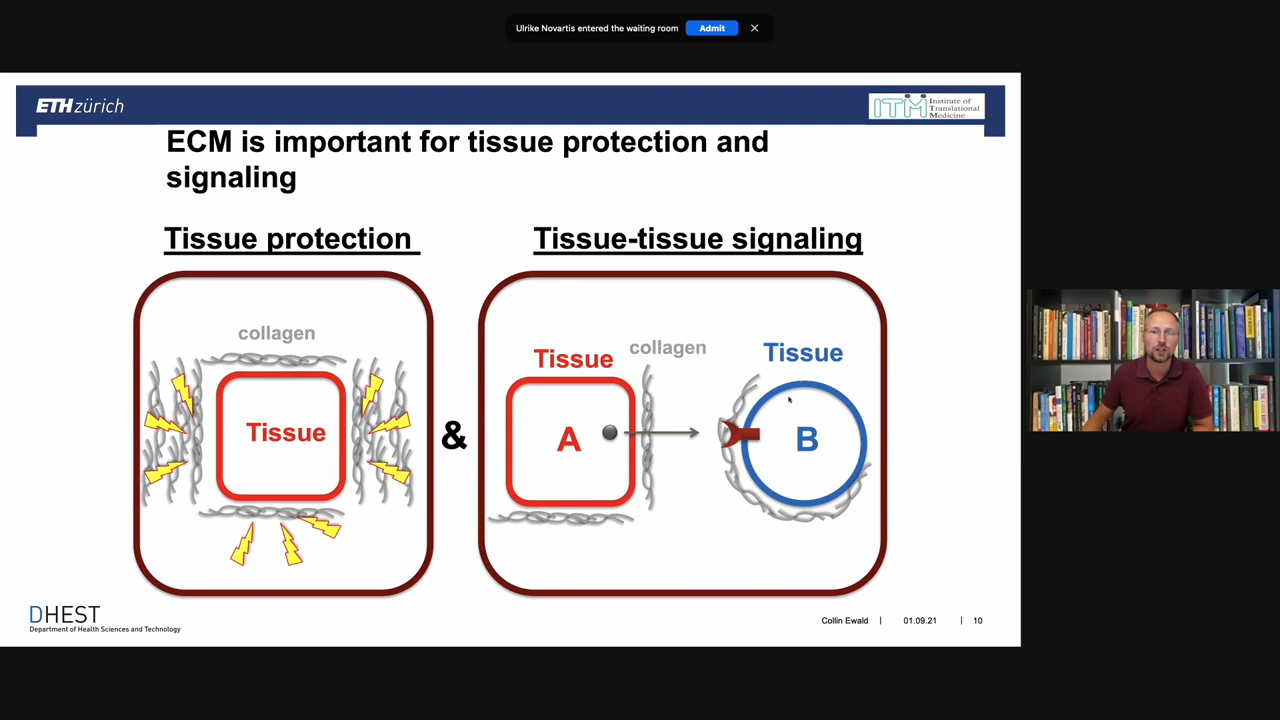 Ulrike Novartis entered the waiting room
Admit
ETH zürich
ITM
Institute of
Translational
Medicine
ECM is important for tissue protection and
signaling
Tissue protection
Tissue-tissue signaling
collagen
Tissue
&
Tissue
collagen
Tissue
A
B
DHEST
Department of Health Sciences and Technology
Collin Ewald | 01.09.21 | 10